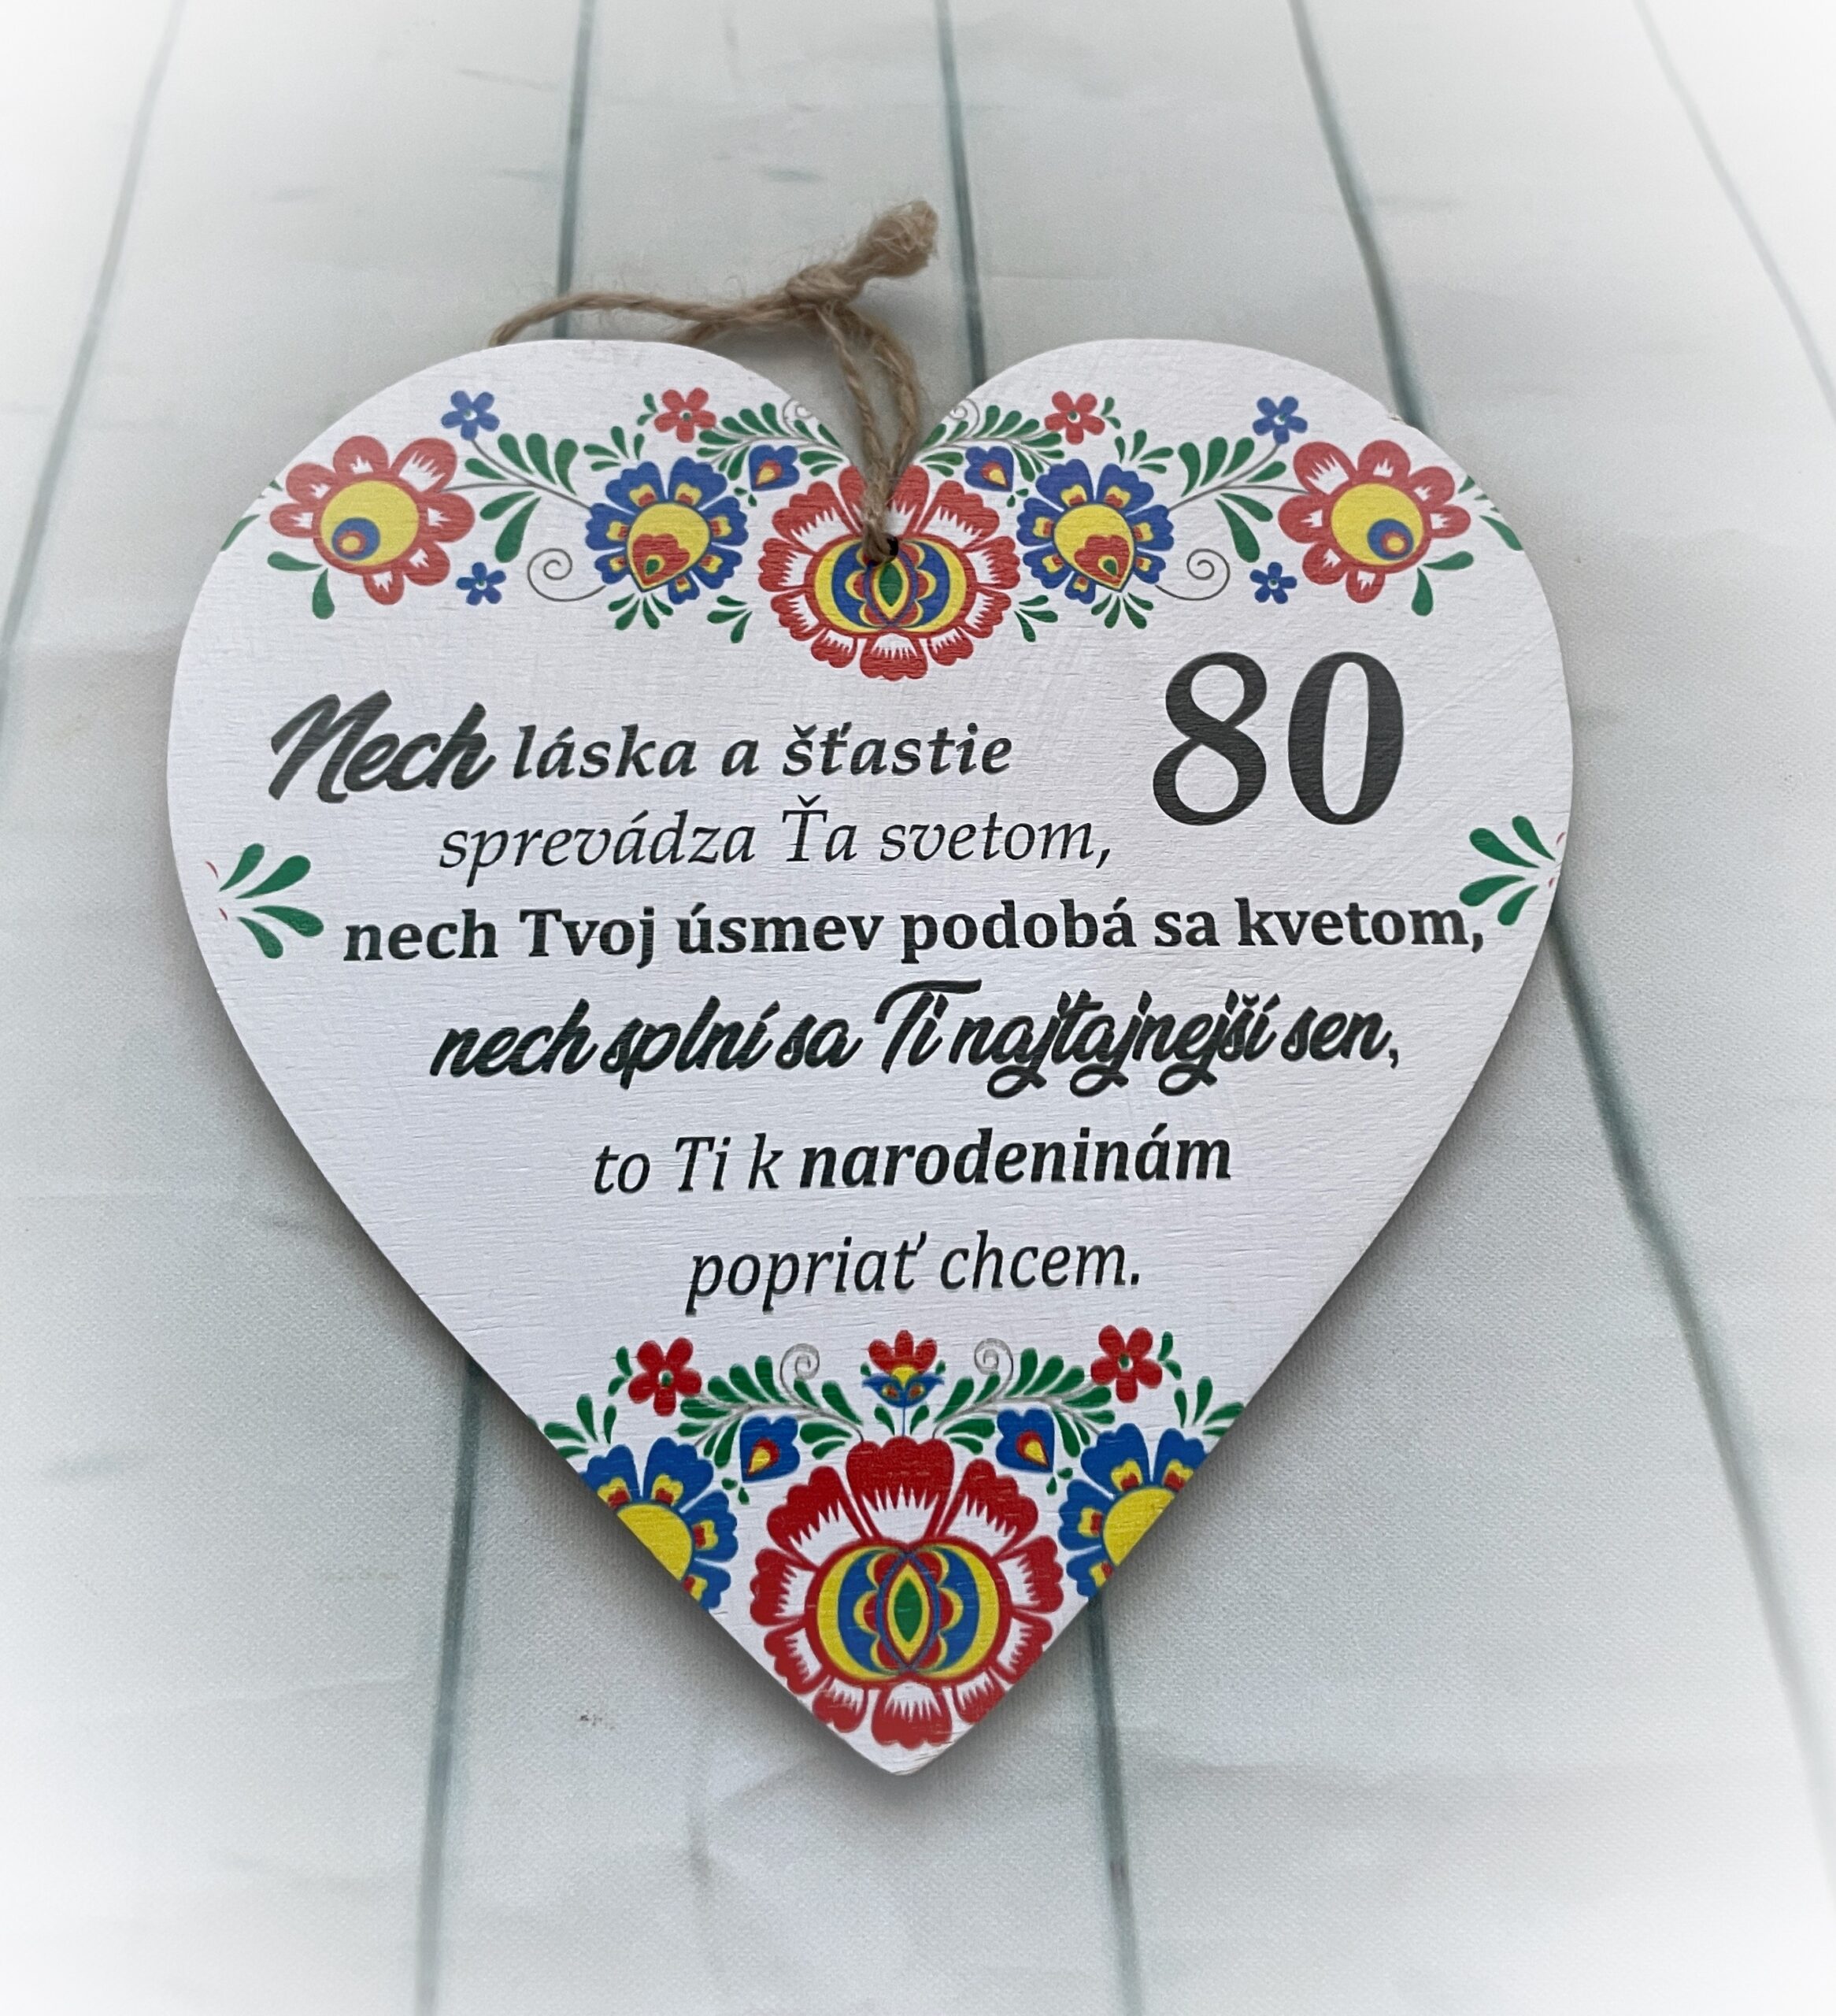 Nech láska a šťastie
80
sprevádza Ťa svetom,
nech Tvoj úsmev podobá sa kvetom,
nech splní sa Ti najtajnejší sen,
to Ti k narodeninám
popriať chcem.